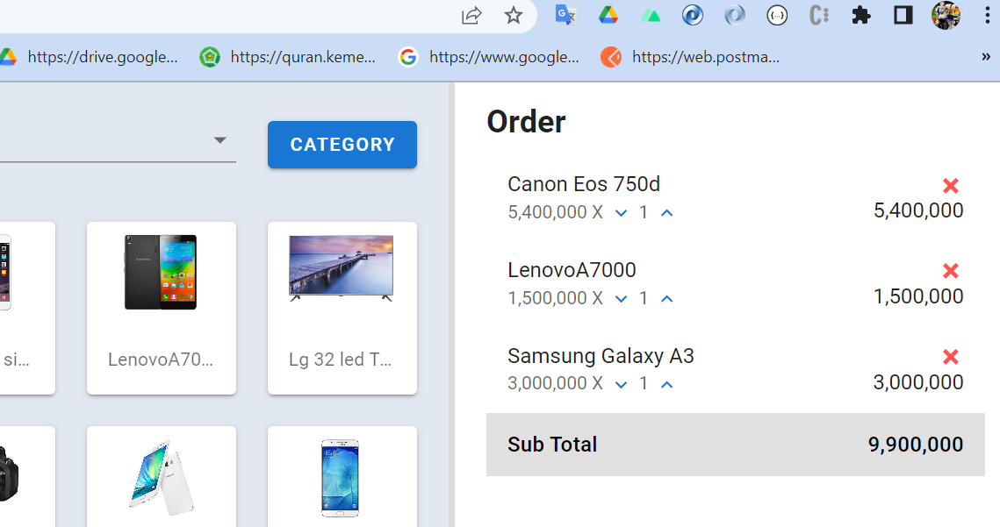 https://drive.google... https://quran.keme... https://www.google... https://web.postma... »
CATEGORY
si...
LenovoA70...
Lg 32 led T...
Order
Canon Eos 750d
5,400,000 X 1 5,400,000
LenovoA7000
1,500,000 X 1 1,500,000
Samsung Galaxy A3
3,000,000 X 1 3,000,000
Sub Total 9,900,000